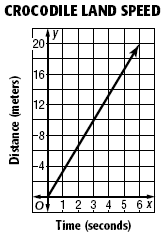 CROCODILE LAND SPEED
y
20
16
12
8
4
O 1 2 3 4 5 6 x
Distance (meters)
Time (seconds)